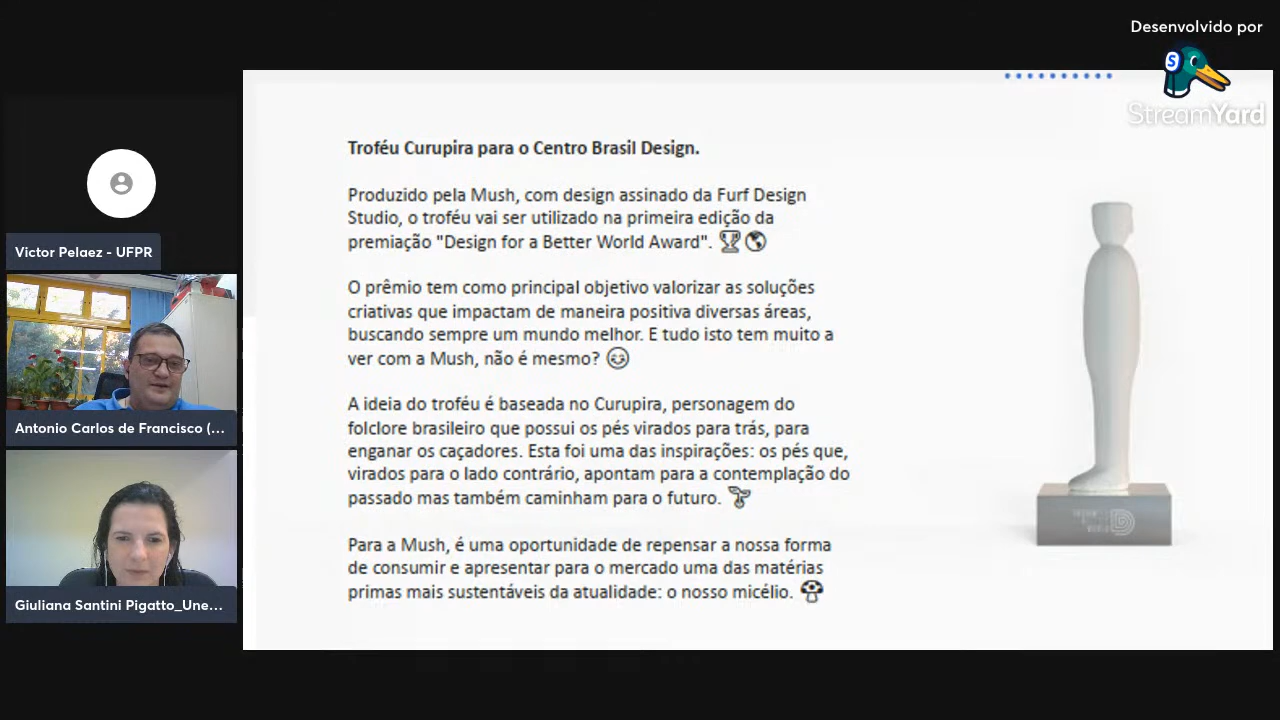 Desenvolvido por
StreamYard
Victor Pelaez - UFPR
Antonio Carlos de Francisco (...
Giuliana Santini Pigatto_Une...
Troféu Curupira para o Centro Brasil Design.
Produzido pela Mush, com design assinado da Furf Design
Studio, o troféu vai ser utilizado na primeira edição da
premiação "Design for a Better World Award". 🏆🌎
O prêmio tem como principal objetivo valorizar as soluções
criativas que impactam de maneira positiva diversas áreas,
buscando sempre um mundo melhor. E tudo isto tem muito a
ver com a Mush, não é mesmo? 😊
A ideia do troféu é baseada no Curupira, personagem do
folclore brasileiro que possui os pés virados para trás, para
enganar os caçadores. Esta foi uma das inspirações: os pés que,
virados para o lado contrário, apontam para a contemplação do
passado mas também caminham para o futuro. 🌱
Para a Mush, é uma oportunidade de repensar a nossa forma
de consumir e apresentar para o mercado uma das matérias
primas mais sustentáveis da atualidade: o nosso micélio. 🍄